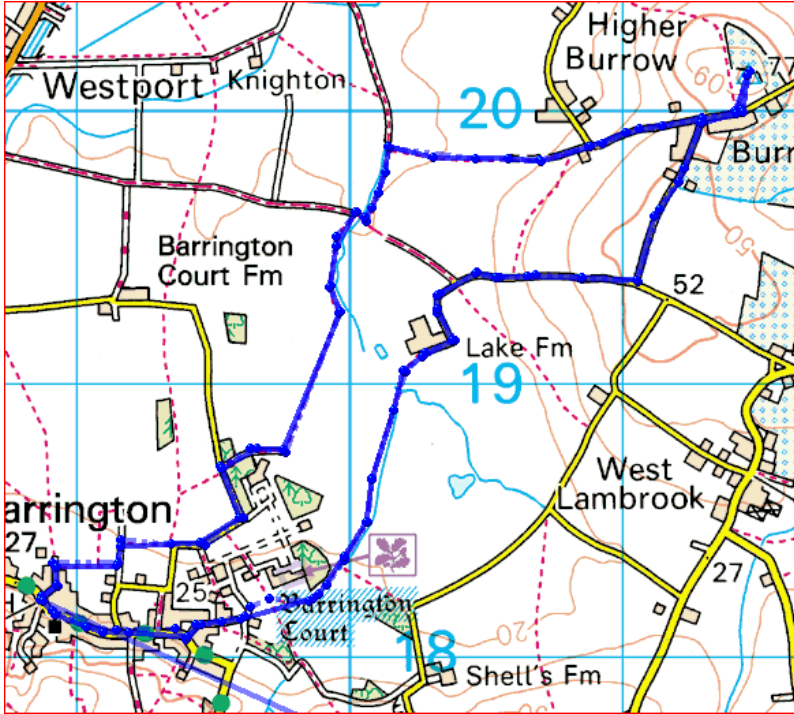 Higher
Burrow
77
60
Westport
Knighton
20
Burr
50
Barrington
Court Fm
52
Lake Fm
19
West
Lambrook
arrington
27
25
27
Barrington
Court
20
18
Shell's Fm